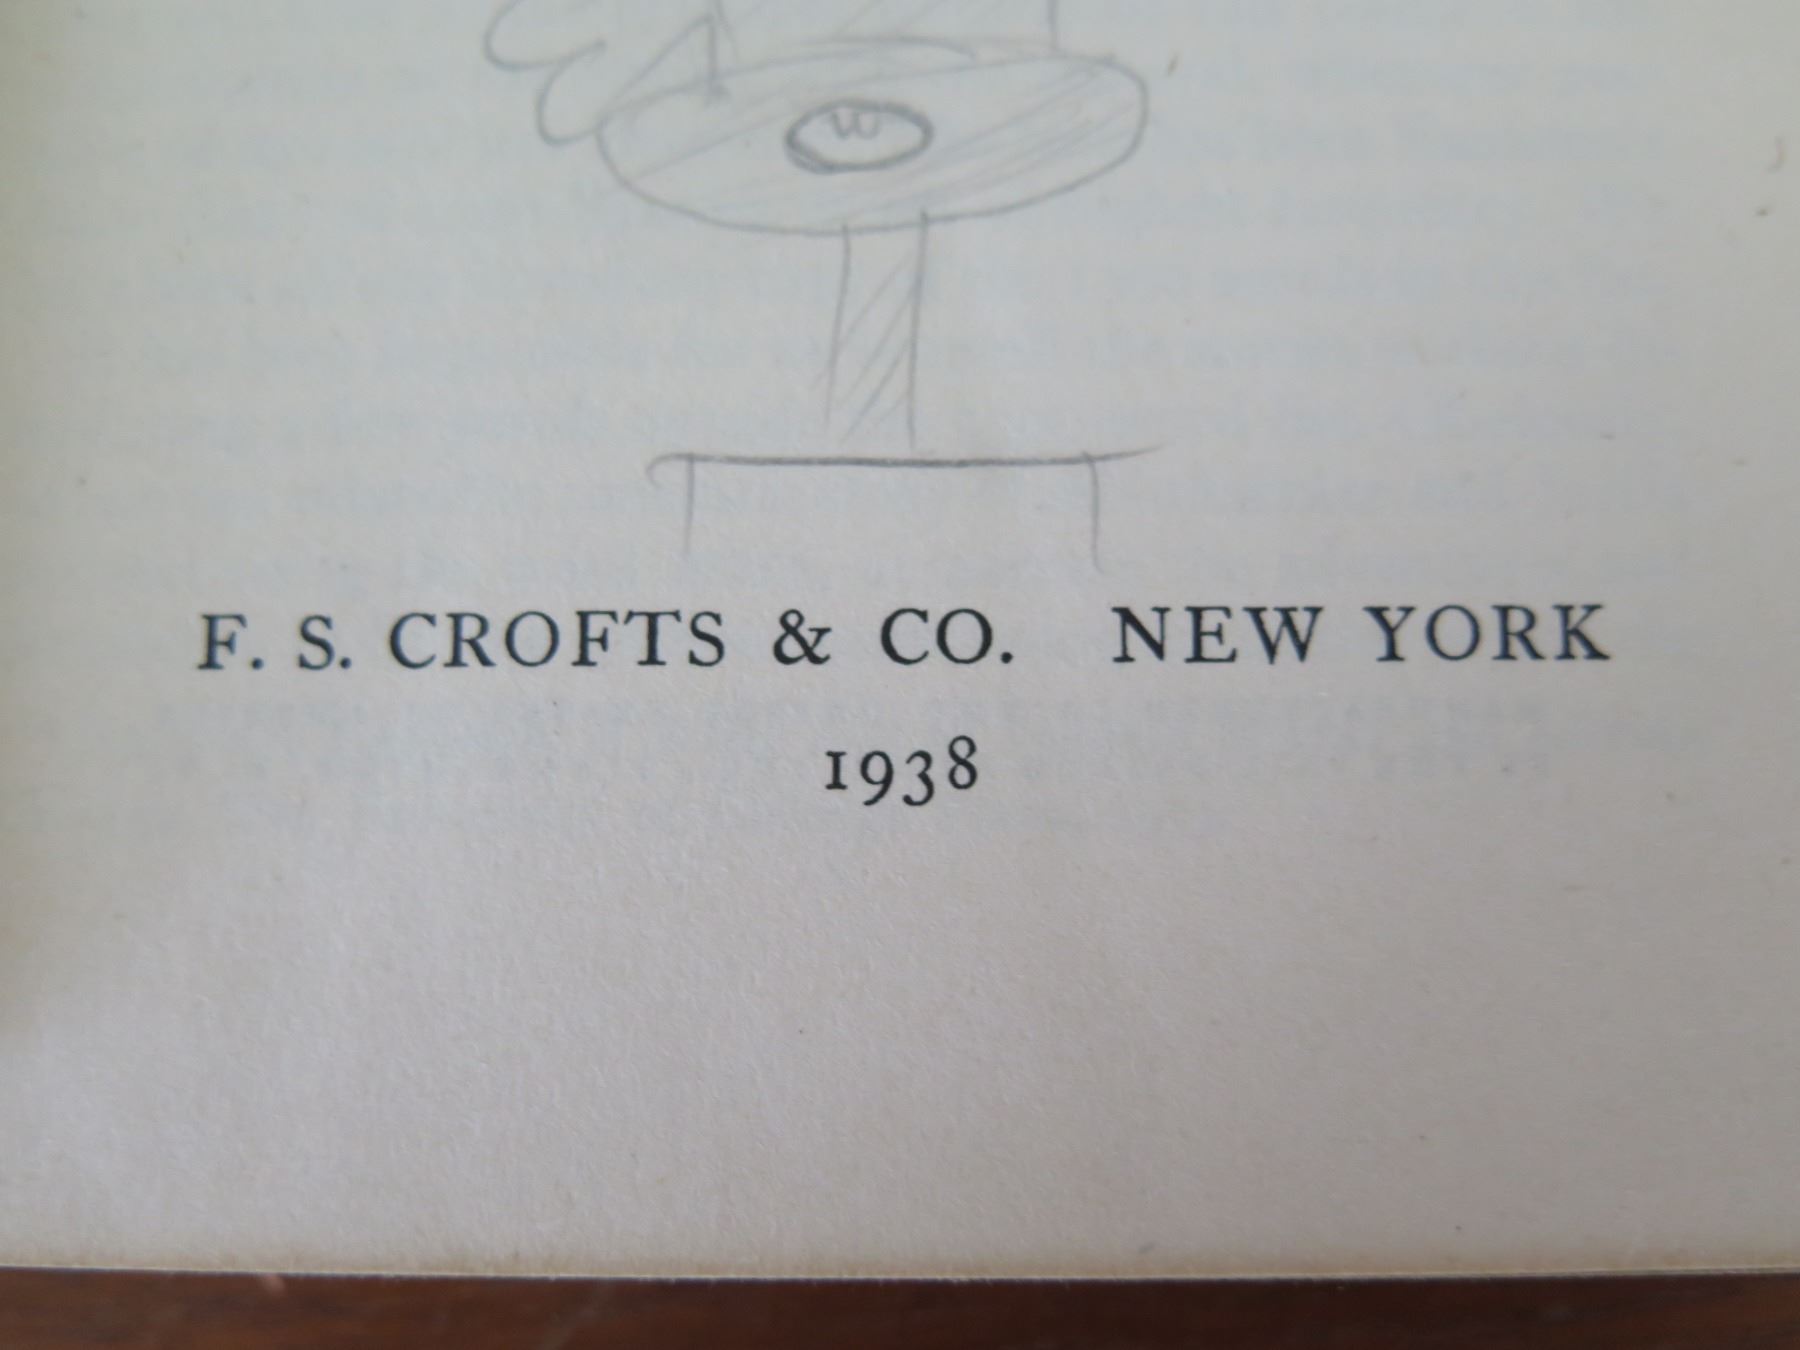 W
F. S. CROFTS & CO. NEW YORK
1938